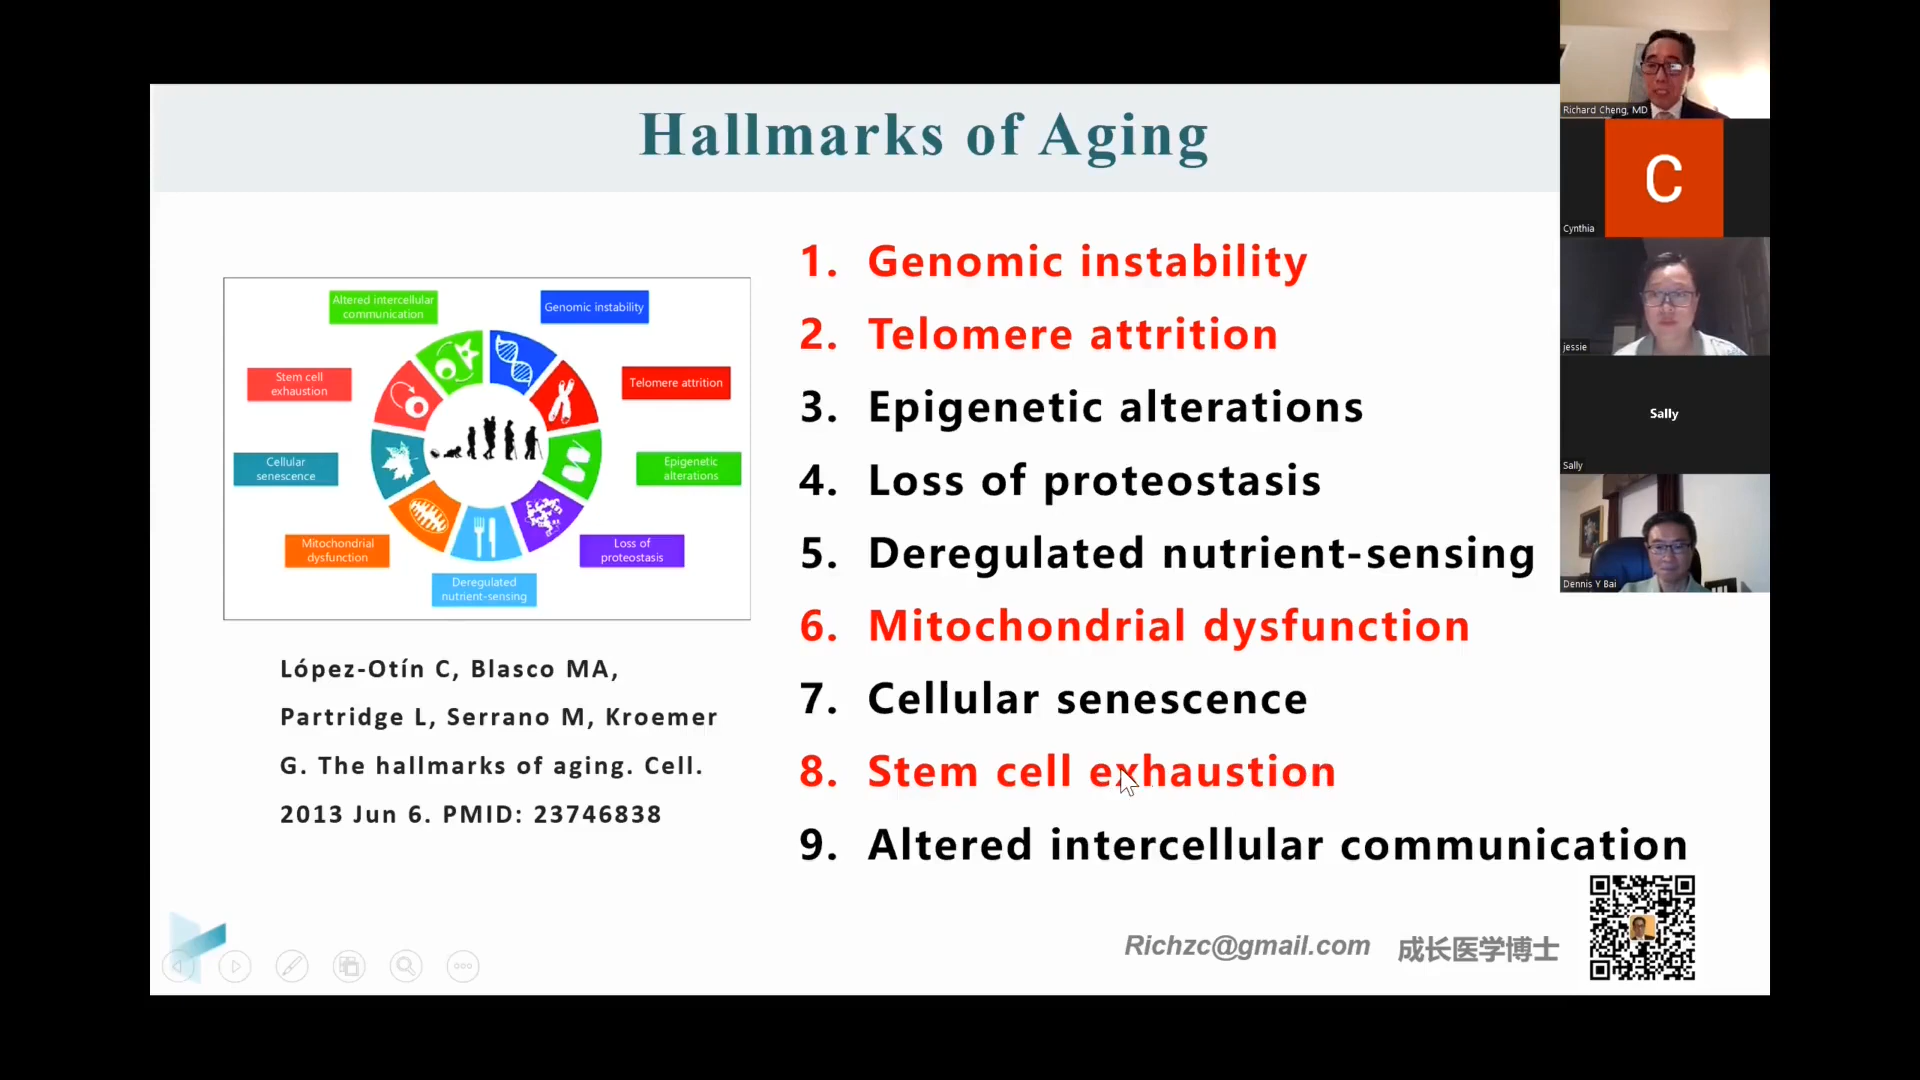 Hallmarks of Aging
Altered intercellular
communication
Genomic instability
Stem cell
exhaustion
Telomere attrition
Cellular
senescence
Epigenetic
alterations
Mitochondrial
dysfunction
Loss of
proteostasis
Deregulated
nutrient-sensing
López-Otín C, Blasco MA,
Partridge L, Serrano M, Kroemer
G. The hallmarks of aging. Cell.
2013 Jun 6. PMID: 23746838
1. Genomic instability
2. Telomere attrition
3. Epigenetic alterations
4. Loss of proteostasis
5. Deregulated nutrient-sensing
6. Mitochondrial dysfunction
7. Cellular senescence
8. Stem cell exhaustion
9. Altered intercellular communication
Richzc@gmail.com 成长医学博士
Richard Cheng, MD
C
Cynthia
jessie
Sally
Sally
Dennis Y Bai